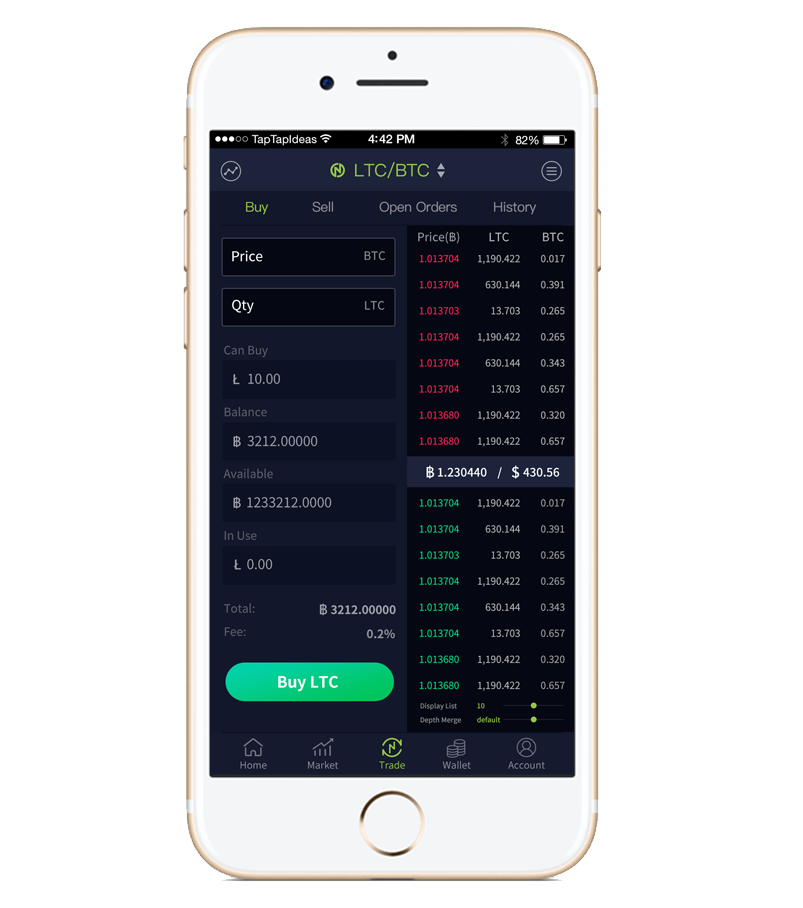 TapTapIdeas 4:42 PM 82%
LTC/BTC
Buy Sell Open Orders History
Price BTC
Qty LTC
Can Buy
Ł 10.00
Balance
฿ 3212.00000
Available
฿ 1233212.0000
In Use
Ł 0.00
Total: ฿ 3212.00000
Fee: 0.2%
Buy LTC
Price(฿) LTC BTC
1.013704 1,190.422 0.017
1.013704 630.144 0.391
1.013703 13.703 0.265
1.013704 1,190.422 0.265
1.013704 630.144 0.343
1.013704 13.703 0.657
1.013680 1,190.422 0.320
1.013680 1,190.422 0.657
฿ 1.230440 / $ 430.56
1.013704 1,190.422 0.017
1.013704 630.144 0.391
1.013703 13.703 0.265
1.013704 1,190.422 0.265
1.013704 630.144 0.343
1.013704 13.703 0.657
1.013680 1,190.422 0.320
1.013680 1,190.422 0.657
Display List 10
Depth Merge default
Home Market Trade Wallet Account